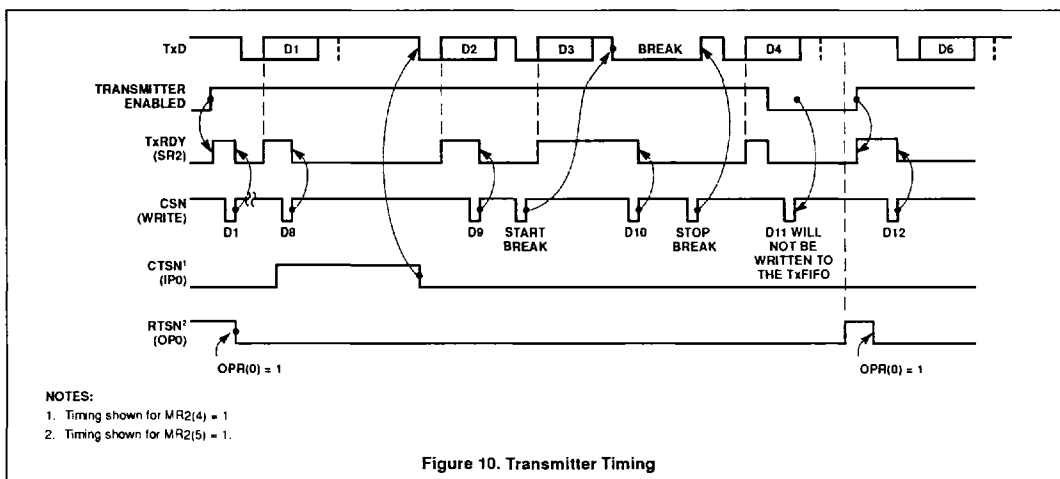 TxD D1 D2 D3 BREAK D4 D6
TRANSMITTER
ENABLED
TxRDY
(SR2)
CSN
(WRITE)
D1 D8 D9 START
BREAK D10 STOP
BREAK D11 WILL
NOT BE
WRITTEN TO
THE TxFIFO D12
CTSN1
(IP0)
RTSN2
(OP0)
OPR(0) = 1 OPR(0) = 1
NOTES:
1. Timing shown for MR2(4) = 1
2. Timing shown for MR2(5) = 1.
Figure 10. Transmitter Timing